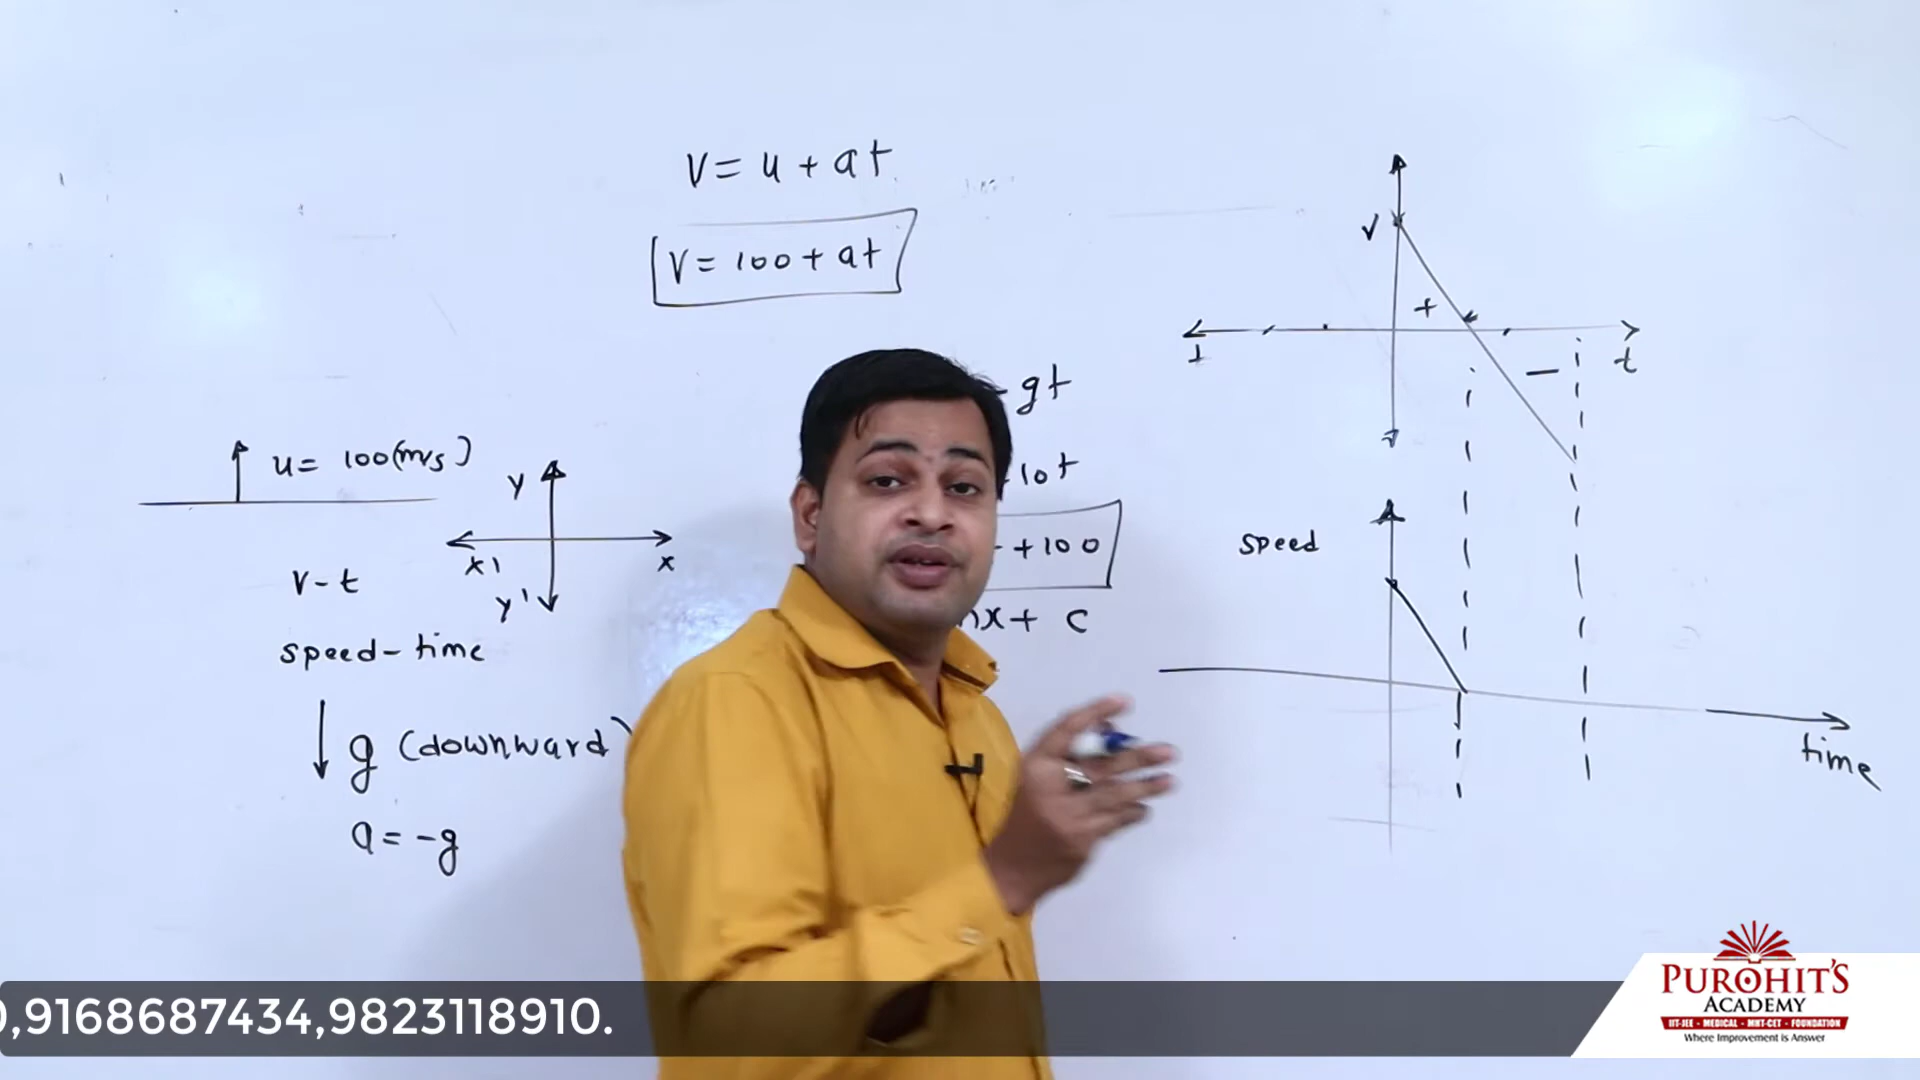 V = u + at
V = 100 + at
gt
10t
+100
x + c
u = 100(m/s)
y
x'
x
y'
v-t
speed-time
g (downward)
a = -g
v
+
t
-
t
speed
time
,9168687434,9823118910.
PUROHIT'S
ACADEMY
IIT-JEE • MEDICAL • MHT-CET • FOUNDATION
Where Improvement is Answer